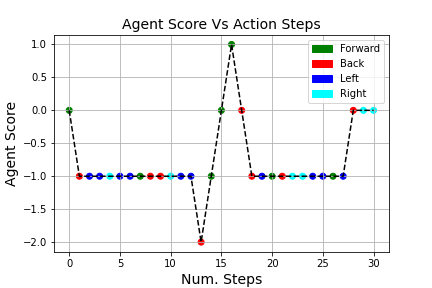 Agent Score Vs Action Steps
1.0
0.5
0.0
−0.5
−1.0
−1.5
−2.0
Agent Score
Forward
Back
Left
Right
0 5 10 15 20 25 30
Num. Steps